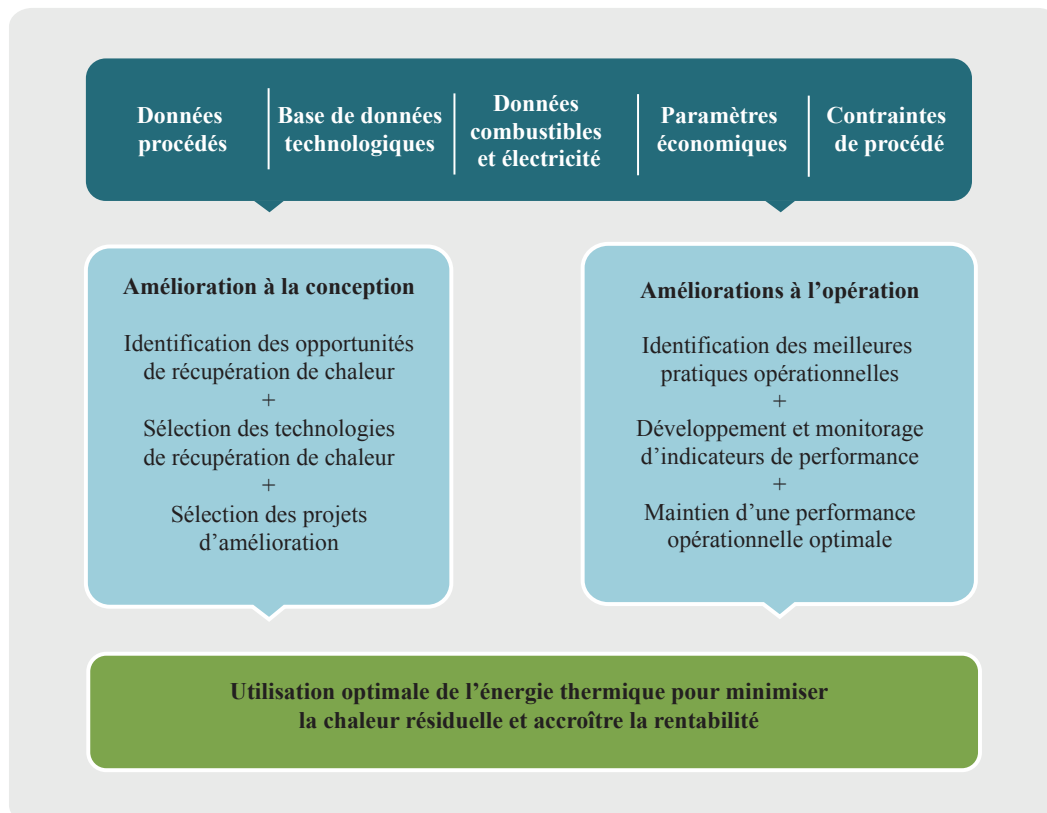 Données
procédés
Base de données
technologiques
Données
combustibles
et électricité
Paramètres
économiques
Contraintes
de procédé
Amélioration à la conception
Identification des opportunités
de récupération de chaleur
+
Sélection des technologies
de récupération de chaleur
+
Sélection des projets
d’amélioration
Améliorations à l’opération
Identification des meilleures
pratiques opérationnelles
+
Développement et monitorage
d’indicateurs de performance
+
Maintien d’une performance
opérationnelle optimale
Utilisation optimale de l’énergie thermique pour minimiser
la chaleur résiduelle et accroître la rentabilité